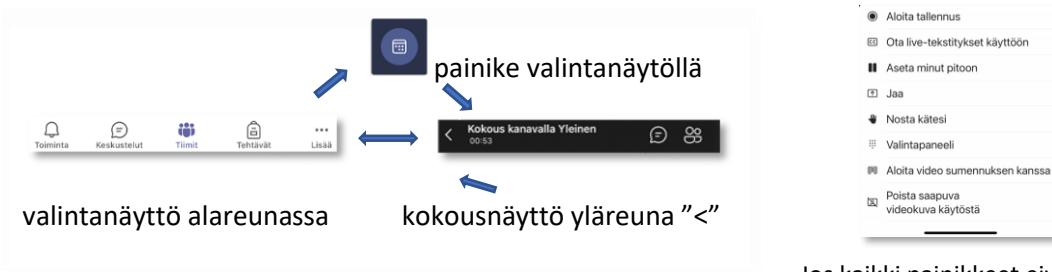 painike valintanäytöllä
Toiminta
Keskustelut
Tiimit
Tehtävät
Lisää
Kokous kanavalla Yleinen
00:53
valintanäyttö alareunassa
kokousnäyttö yläreuna ”<”
Aloita tallennus
Ota live-tekstitykset käyttöön
Aseta minut pitoon
Jaa
Nosta kätesi
Valintapaneeli
Aloita video sumennuksen kanssa
Poista saapuva
videokuva käytöstä